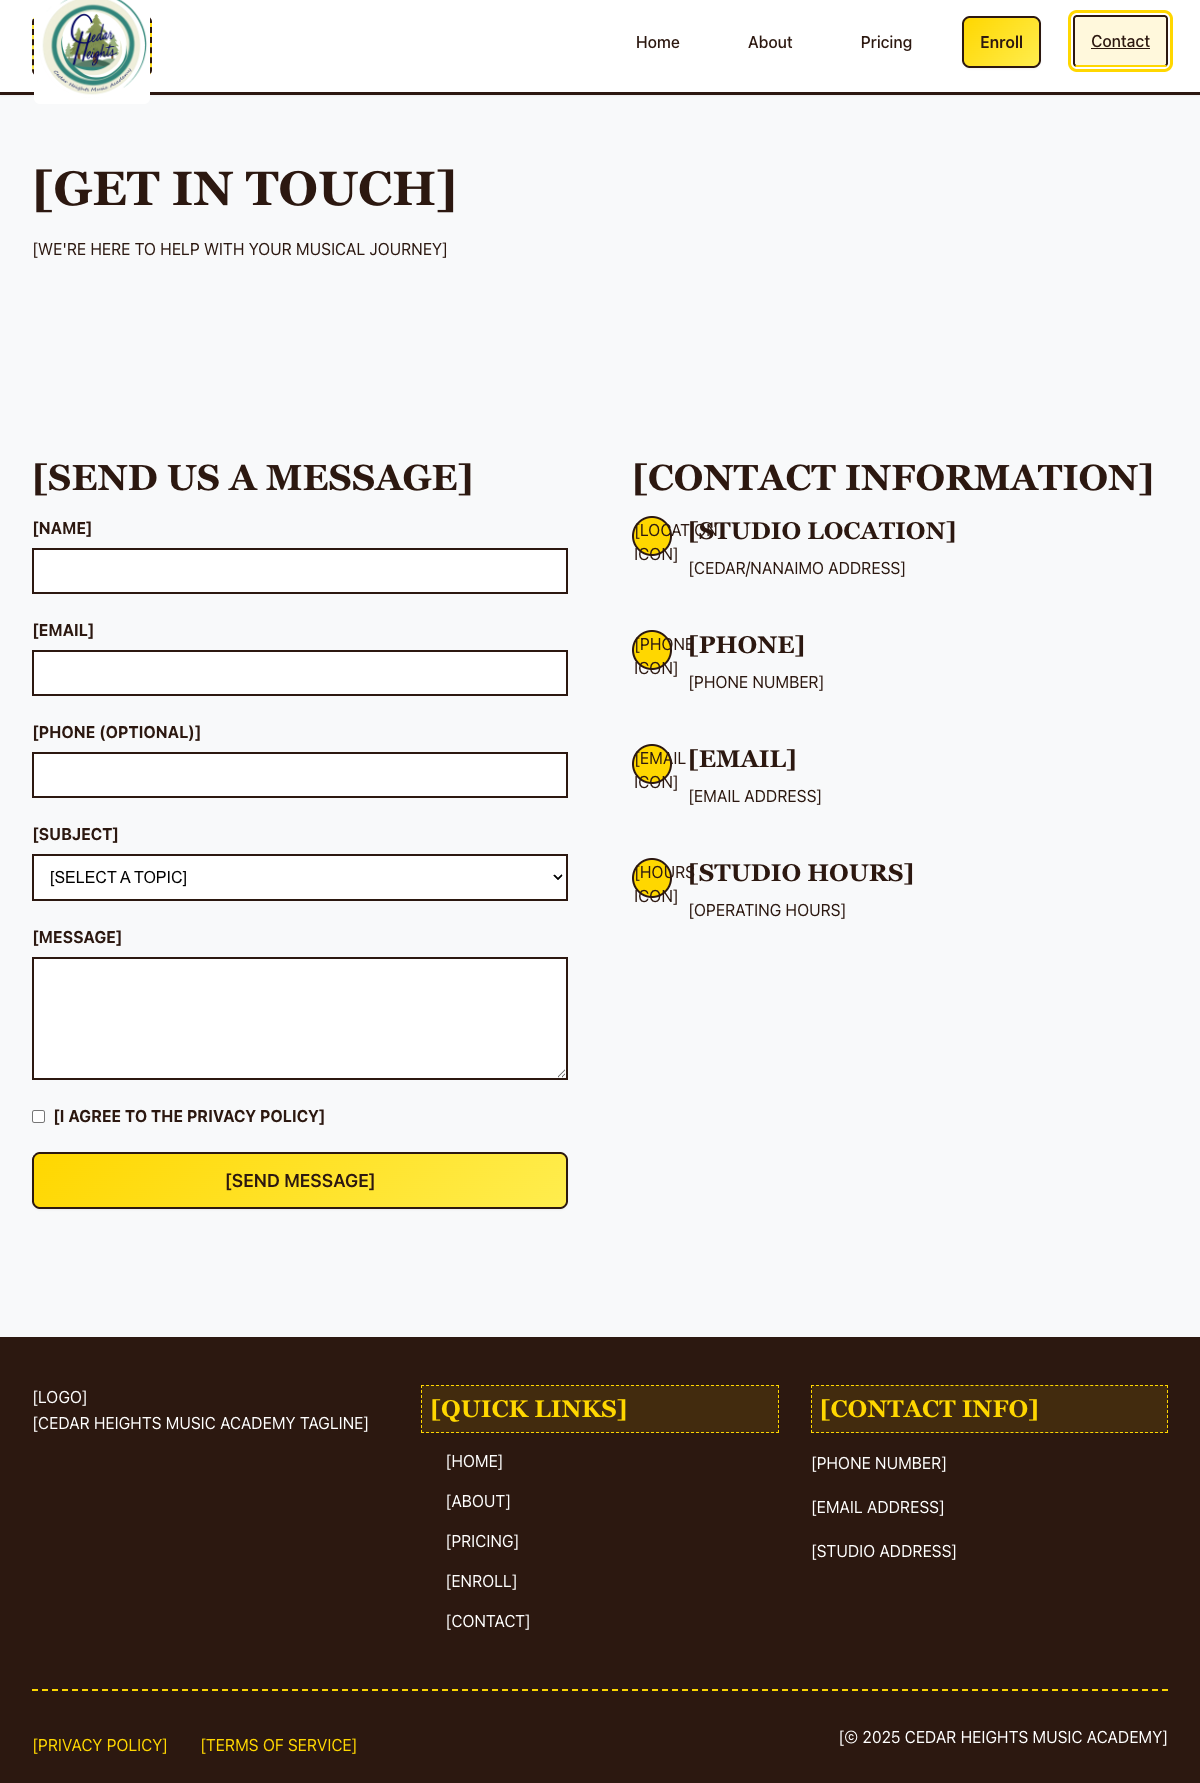 Cedar
Heights
Cedar Heights Music Academy
Home
About
Pricing
Enroll
Contact
[GET IN TOUCH]
[WE'RE HERE TO HELP WITH YOUR MUSICAL JOURNEY]
[SEND US A MESSAGE]
[NAME]
[EMAIL]
[PHONE (OPTIONAL)]
[SUBJECT]
[SELECT A TOPIC]
[MESSAGE]
[I AGREE TO THE PRIVACY POLICY]
[SEND MESSAGE]
[CONTACT INFORMATION]
[LOCATION
ICON]
[STUDIO LOCATION]
[CEDAR/NANAIMO ADDRESS]
[PHONE
ICON]
[PHONE]
[PHONE NUMBER]
[EMAIL
ICON]
[EMAIL]
[EMAIL ADDRESS]
[HOURS
ICON]
[STUDIO HOURS]
[OPERATING HOURS]
[LOGO]
[CEDAR HEIGHTS MUSIC ACADEMY TAGLINE]
[QUICK LINKS]
[HOME]
[ABOUT]
[PRICING]
[ENROLL]
[CONTACT]
[CONTACT INFO]
[PHONE NUMBER]
[EMAIL ADDRESS]
[STUDIO ADDRESS]
[PRIVACY POLICY]
[TERMS OF SERVICE]
[© 2025 CEDAR HEIGHTS MUSIC ACADEMY]